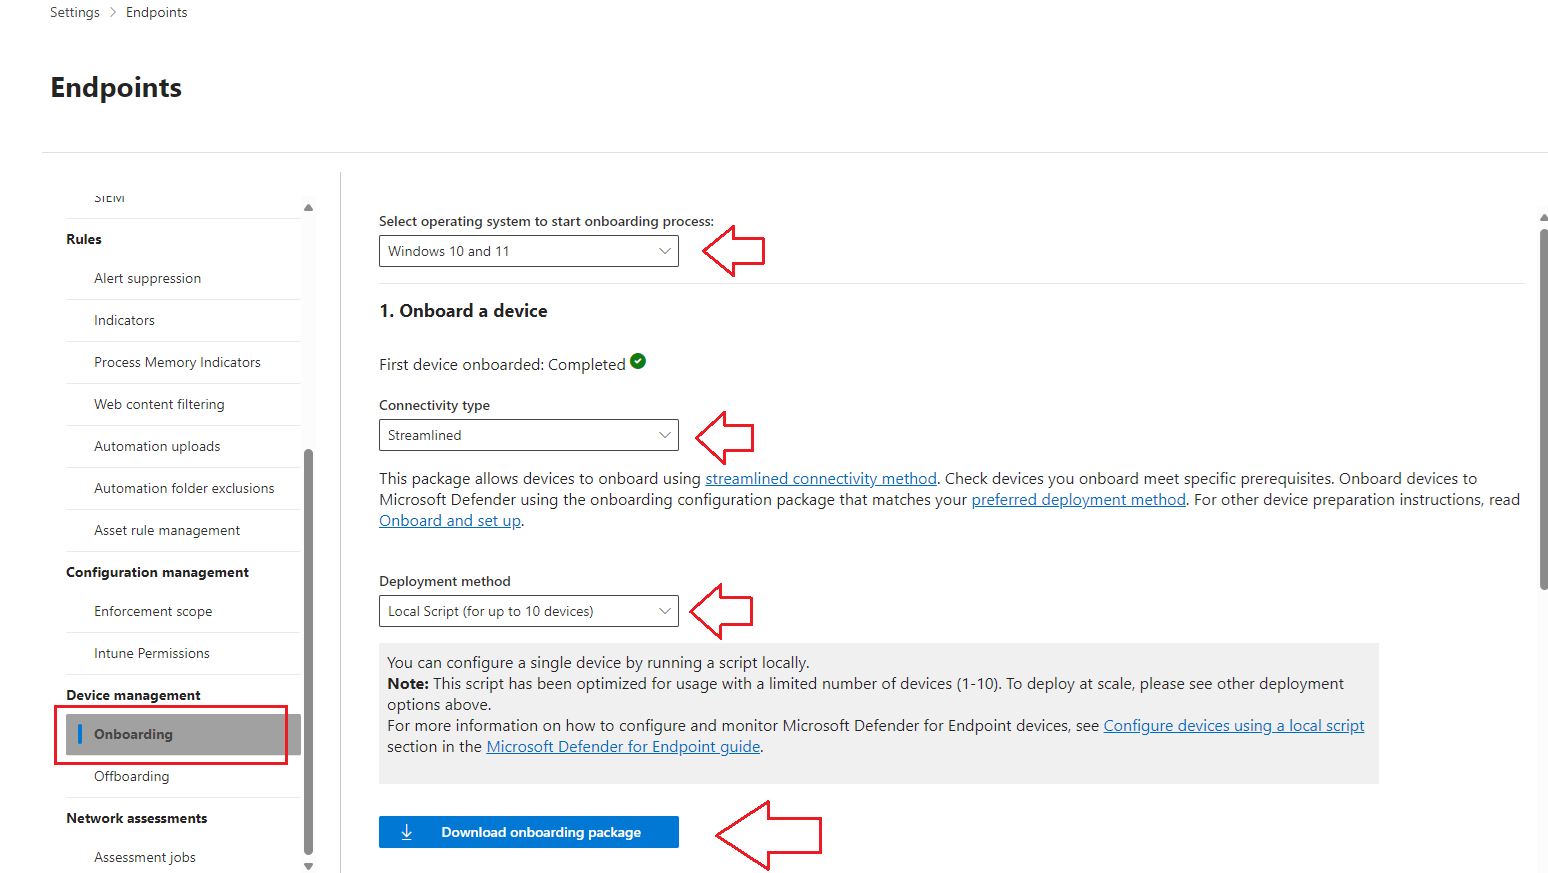 Settings > Endpoints
Endpoints
SIEM
Rules
Alert suppression
Indicators
Process Memory Indicators
Web content filtering
Automation uploads
Automation folder exclusions
Asset rule management
Configuration management
Enforcement scope
Intune Permissions
Device management
Onboarding
Offboarding
Network assessments
Assessment jobs
Select operating system to start onboarding process:
Windows 10 and 11
1. Onboard a device
First device onboarded: Completed
Connectivity type
Streamlined
This package allows devices to onboard using streamlined connectivity method. Check devices you onboard meet specific prerequisites. Onboard devices to
Microsoft Defender using the onboarding configuration package that matches your preferred deployment method. For other device preparation instructions, read
Onboard and set up.
Deployment method
Local Script (for up to 10 devices)
You can configure a single device by running a script locally.
Note: This script has been optimized for usage with a limited number of devices (1-10). To deploy at scale, please see other deployment
options above.
For more information on how to configure and monitor Microsoft Defender for Endpoint devices, see Configure devices using a local script
section in the Microsoft Defender for Endpoint guide.
Download onboarding package